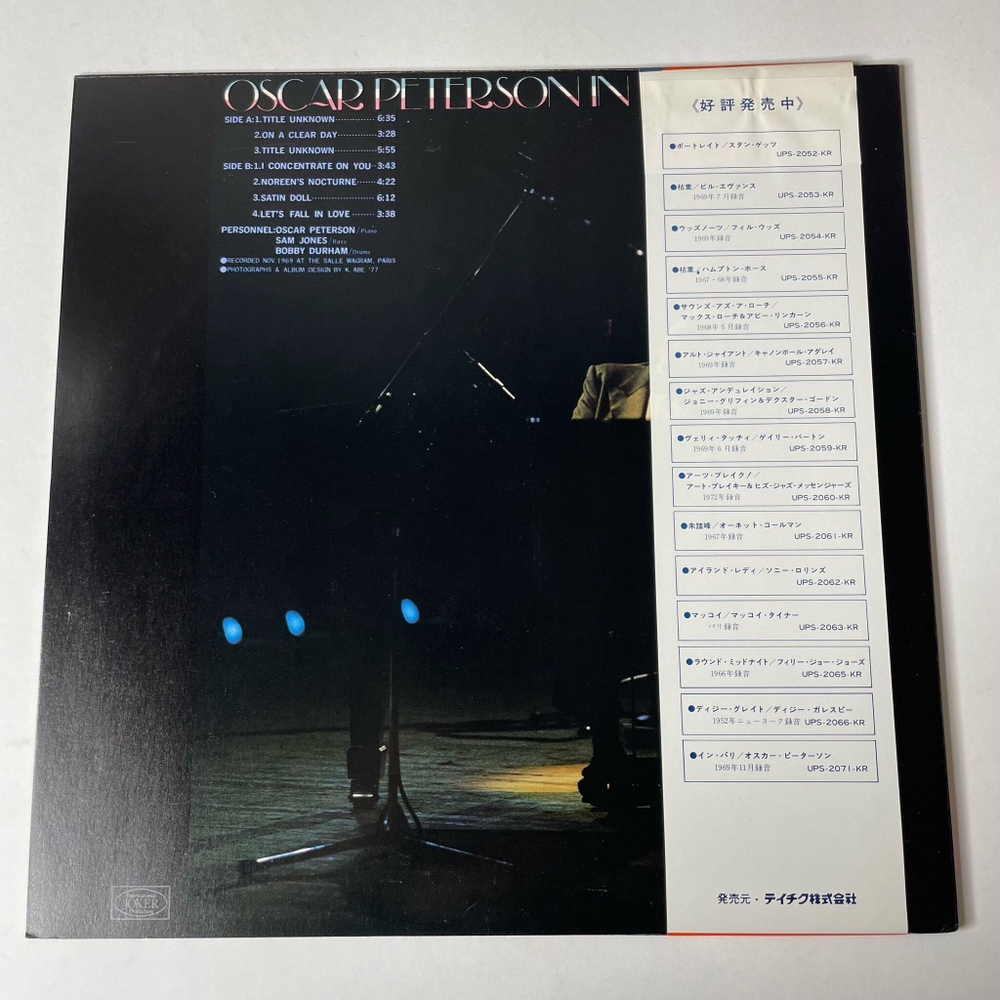 OSCAR PETERSON IN
SIDE A:1.TITLE UNKNOWN 6:35
2.ON A CLEAR DAY 3:28
3.TITLE UNKNOWN 5:55
SIDE B:1.I CONCENTRATE ON YOU 3:43
2.NOREEN'S NOCTURNE 4:22
3.SATIN DOLL 6:12
4.LET'S FALL IN LOVE 3:38
PERSONNEL:OSCAR PETERSON/Piano
SAM JONES/Bass
BOBBY DURHAM/Drums
●RECORDED NOV. 1969 AT THE SALLE WAGRAM, PARIS
●PHOTOGRAPHS & ALBUM DESIGN BY K. ABE '77
JOKER
《好評発売中》
●ポートレイト/スタン・ゲッツ
UPS-2052-KR
●枯葉/ビル・エヴァンス
1969年7月録音 UPS-2053-KR
●ウッズノーツ/フィル・ウッズ
1969年録音 UPS-2054-KR
●枯葉/ハムプトン・ホース
1967・68年録音 UPS-2055-KR
●サウンズ・アズ・ア・ローチ/
マックス・ローチ&アビー・リンカーン
1968年5月録音 UPS-2056-KR
●アルト・ジャイアント/キャノンボール・アダレイ
1969年録音 UPS-2057-KR
●ジャズ・アンデュレイション/
ジョニー・グリフィン&デクスター・ゴードン
1969年録音 UPS-2058-KR
●ヴェリィ・タッチィ/ゲイリー・バートン
1969年6月録音 UPS-2059-KR
●アーツ・ブレイク!/
アート・ブレイキー&ヒズ・ジャズ・メッセンジャーズ
1972年録音 UPS-2060-KR
●未踏峰/オーネット・コールマン
1967年録音 UPS-2061-KR
●アイランド・レディ/ソニー・ロリンズ
UPS-2062-KR
●マッコイ/マッコイ・タイナー
パリ録音 UPS-2063-KR
●ラウンド・ミッドナイト/フィリー・ジョー・ジョーズ
1966年録音 UPS-2065-KR
●ディジー・グレイト/ディジー・ガレスピー
1952年ニューヨーク録音 UPS-2066-KR
●イン・パリ/オスカー・ピーターソン
1969年11月録音 UPS-2071-KR
発売元・テイチク株式会社